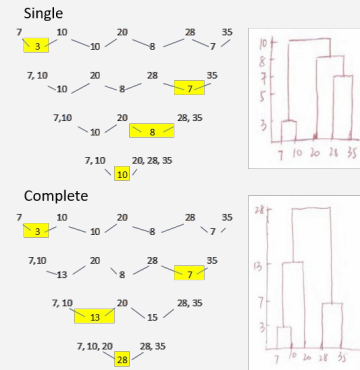 Single
7 10 20 28 35
3 10 8 7
7, 10 20 28 35
10 8 7
7,10 20 28, 35
10 8
7, 10 20, 28, 35
10
10
8
7
5
3
7 10 20 28 35
Complete
7 10 20 28 35
3 10 8 7
7,10 20 28 35
13 8 7
7, 10 20 28, 35
13 15
7, 10, 20 28, 35
28
28
13
7
3
7 10 20 28 35